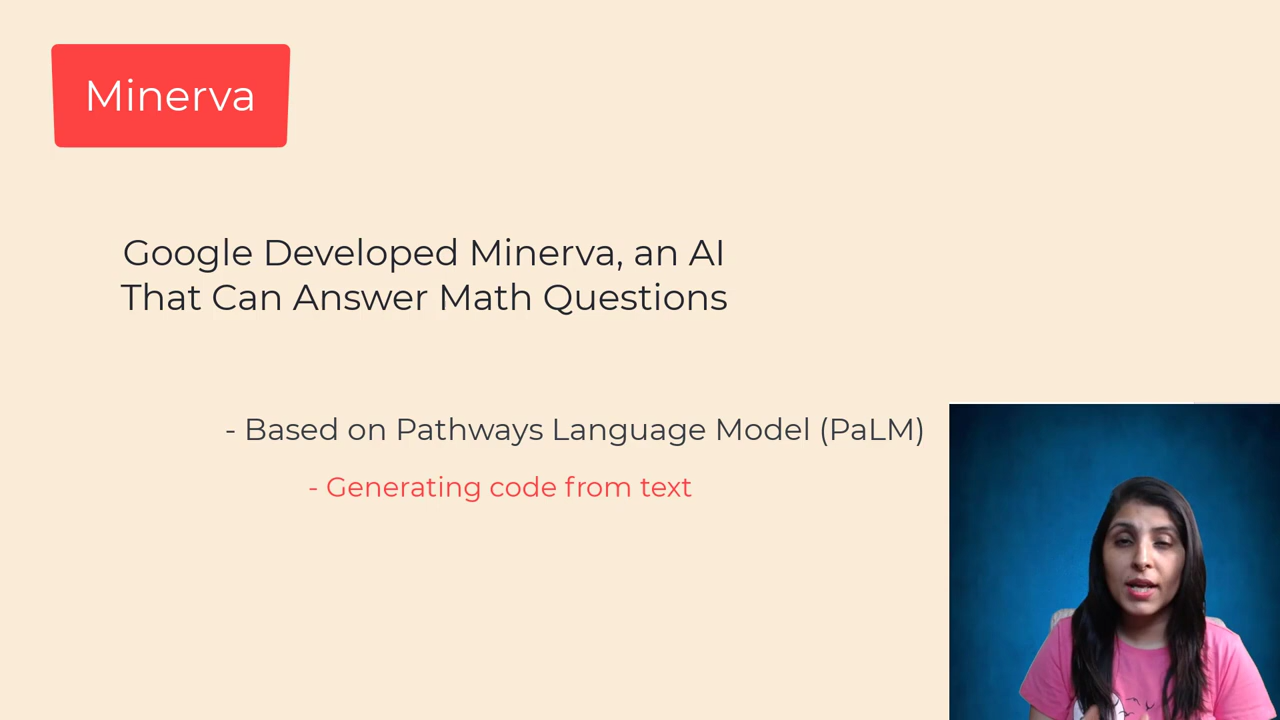 Minerva
Google Developed Minerva, an AI
That Can Answer Math Questions
- Based on Pathways Language Model (PaLM)
- Generating code from text